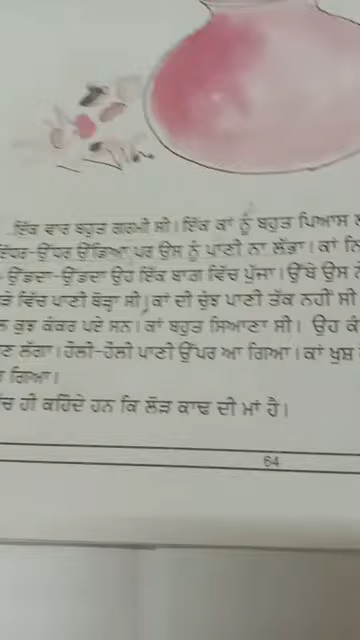 ਇੱਕ ਵਾਰ ਬਹੁਤ ਗਰਮੀ ਸੀ। ਇੱਕ ਕਾਂ ਨੂੰ ਬਹੁਤ ਪਿਆਸ
ਇੱਧਰ-ਉੱਧਰ ਉੱਡਿਆ ਪਰ ਉਸ ਨੂੰ ਪਾਣੀ ਨਾ ਲੱਭਾ। ਕਾਂ
ਉੱਡਦਾ-ਉੱਡਦਾ ਉਹ ਇੱਕ ਬਾਗ਼ ਵਿੱਚ ਪੁੱਜਾ। ਉੱਥੇ ਉਸ
ਵਿੱਚ ਪਾਣੀ ਥੋੜ੍ਹਾ ਸੀ। ਕਾਂ ਦੀ ਚੁੰਝ ਪਾਣੀ ਤੱਕ ਨਹੀਂ ਸੀ
ਕੁਝ ਕੰਕਰ ਪਏ ਸਨ। ਕਾਂ ਬਹੁਤ ਸਿਆਣਾ ਸੀ। ਉਹ
ਲੱਗਾ। ਹੌਲੀ-ਹੌਲੀ ਪਾਣੀ ਉੱਪਰ ਆ ਗਿਆ। ਕਾਂ ਖੁਸ਼
ਗਿਆ।
ਹੀ ਕਹਿੰਦੇ ਹਨ ਕਿ ਲੋੜ ਕਾਢ ਦੀ ਮਾਂ ਹੈ।
64